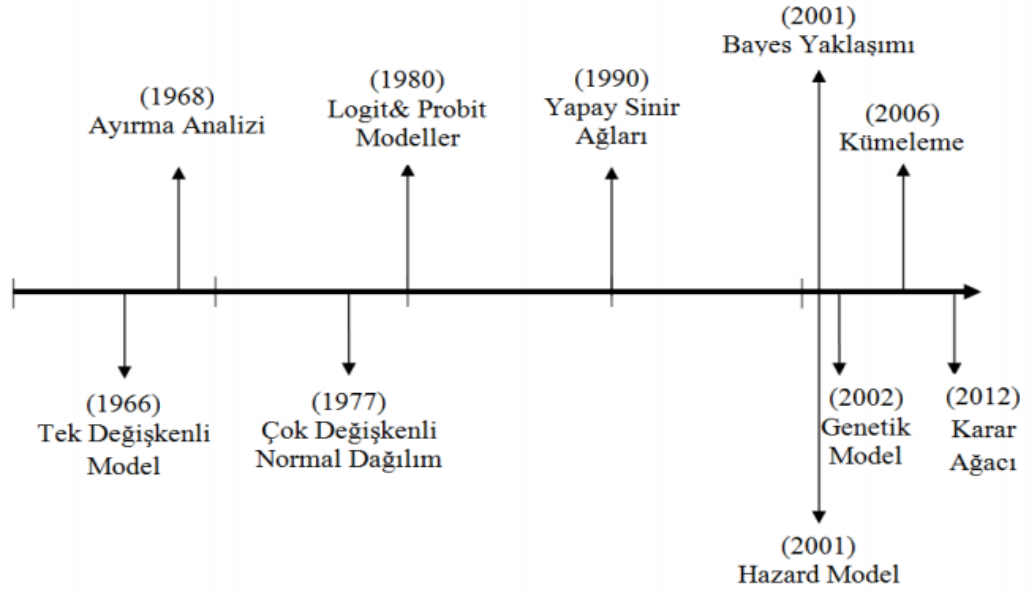 (2001)
Bayes Yaklaşımı
(1968)
Ayırma Analizi
(1980)
Logit& Probit
Modeller
(1990)
Yapay Sinir
Ağları
(2006)
Kümeleme
(1966)
Tek Değişkenli
Model
(1977)
Çok Değişkenli
Normal Dağılım
(2002)
Genetik
Model
(2012)
Karar
Ağacı
(2001)
Hazard Model